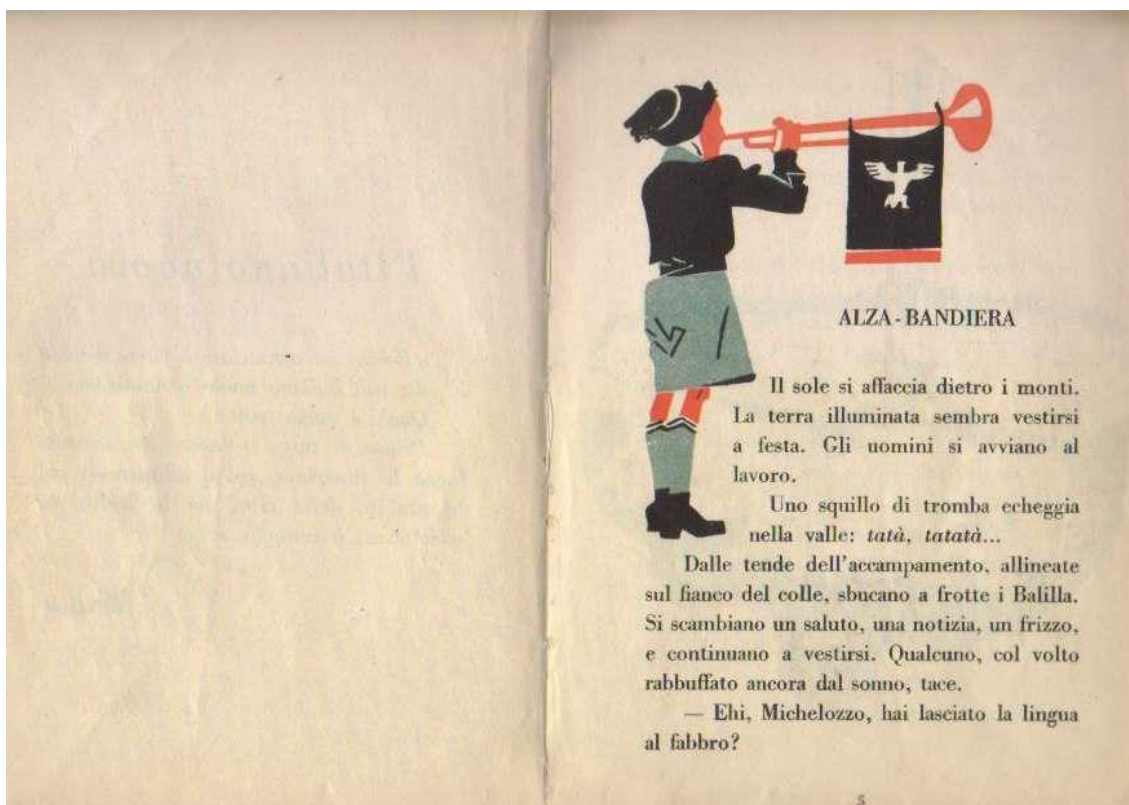 ALZA-BANDIERA
Il sole si affaccia dietro i monti.
La terra illuminata sembra vestirsi
a festa. Gli uomini si avviano al
lavoro.
Uno squillo di tromba echeggia
nella valle: tatà, tatatà...
Dalle tende dell'accampamento, allineate
sul fianco del colle, sbucano a frotte i Balilla.
Si scambiano un saluto, una notizia, un frizzo,
e continuano a vestirsi. Qualcuno, col volto
rabbuffato ancora dal sonno, tace.
— Ehi, Michelozzo, hai lasciato la lingua
al fabbro?
5